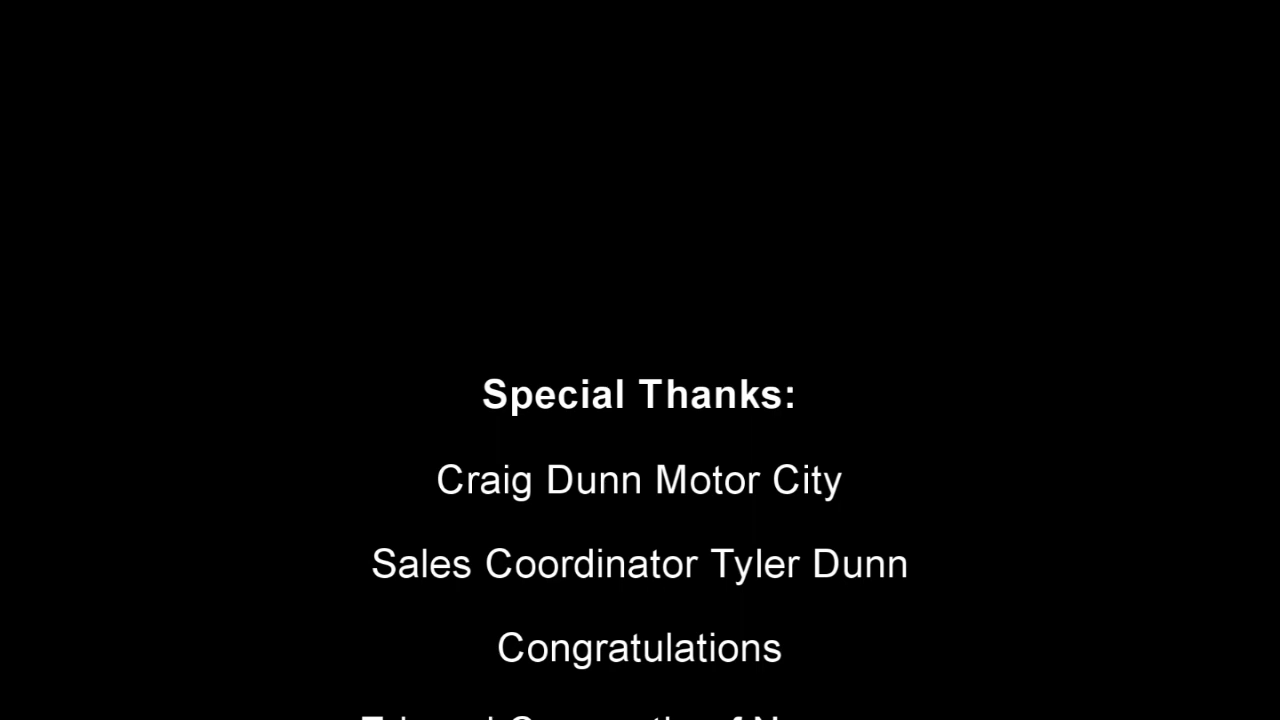 Special Thanks:
Craig Dunn Motor City
Sales Coordinator Tyler Dunn
Congratulations